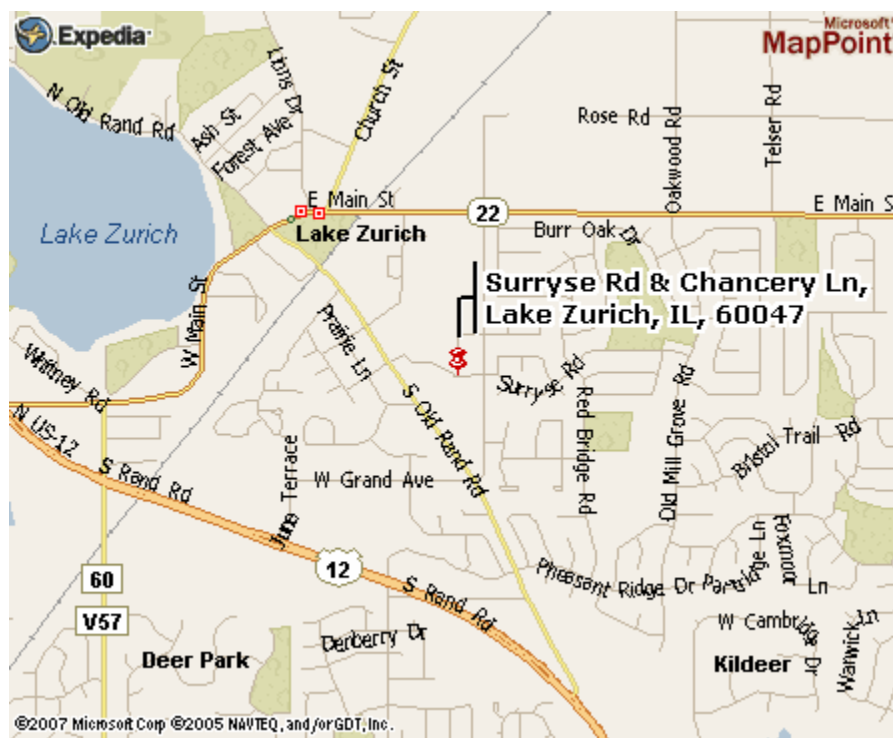 Expedia
Microsoft
MapPoint
N Old Rand Rd
Ash St
Forest Ave
Lions Dr
Church St
Rose Rd
Oakwood Rd
Telser Rd
E Main St
22
E Main S
Burr Oak Dr
Lake Zurich
Lake Zurich
Surryse Rd & Chancery Ln,
Lake Zurich, IL, 60047
W Main St
Prairie Ln
Whitney Rd
Surryse Rd
S Old Rand Rd
Red Bridge Rd
Old Mill Grove Rd
Bristol Trail Rd
N US-12
S Rand Rd
June Terrace
W Grand Ave
12
S Rand Rd
60
V57
Pheasant Ridge Dr
Partridge Ln
Foxmoor Ln
W Cambridge Dr
Warwick Ln
Derberry Dr
Deer Park
Kildeer
©2007 Microsoft Corp ©2005 NAVTEQ, and/or GDT, Inc.